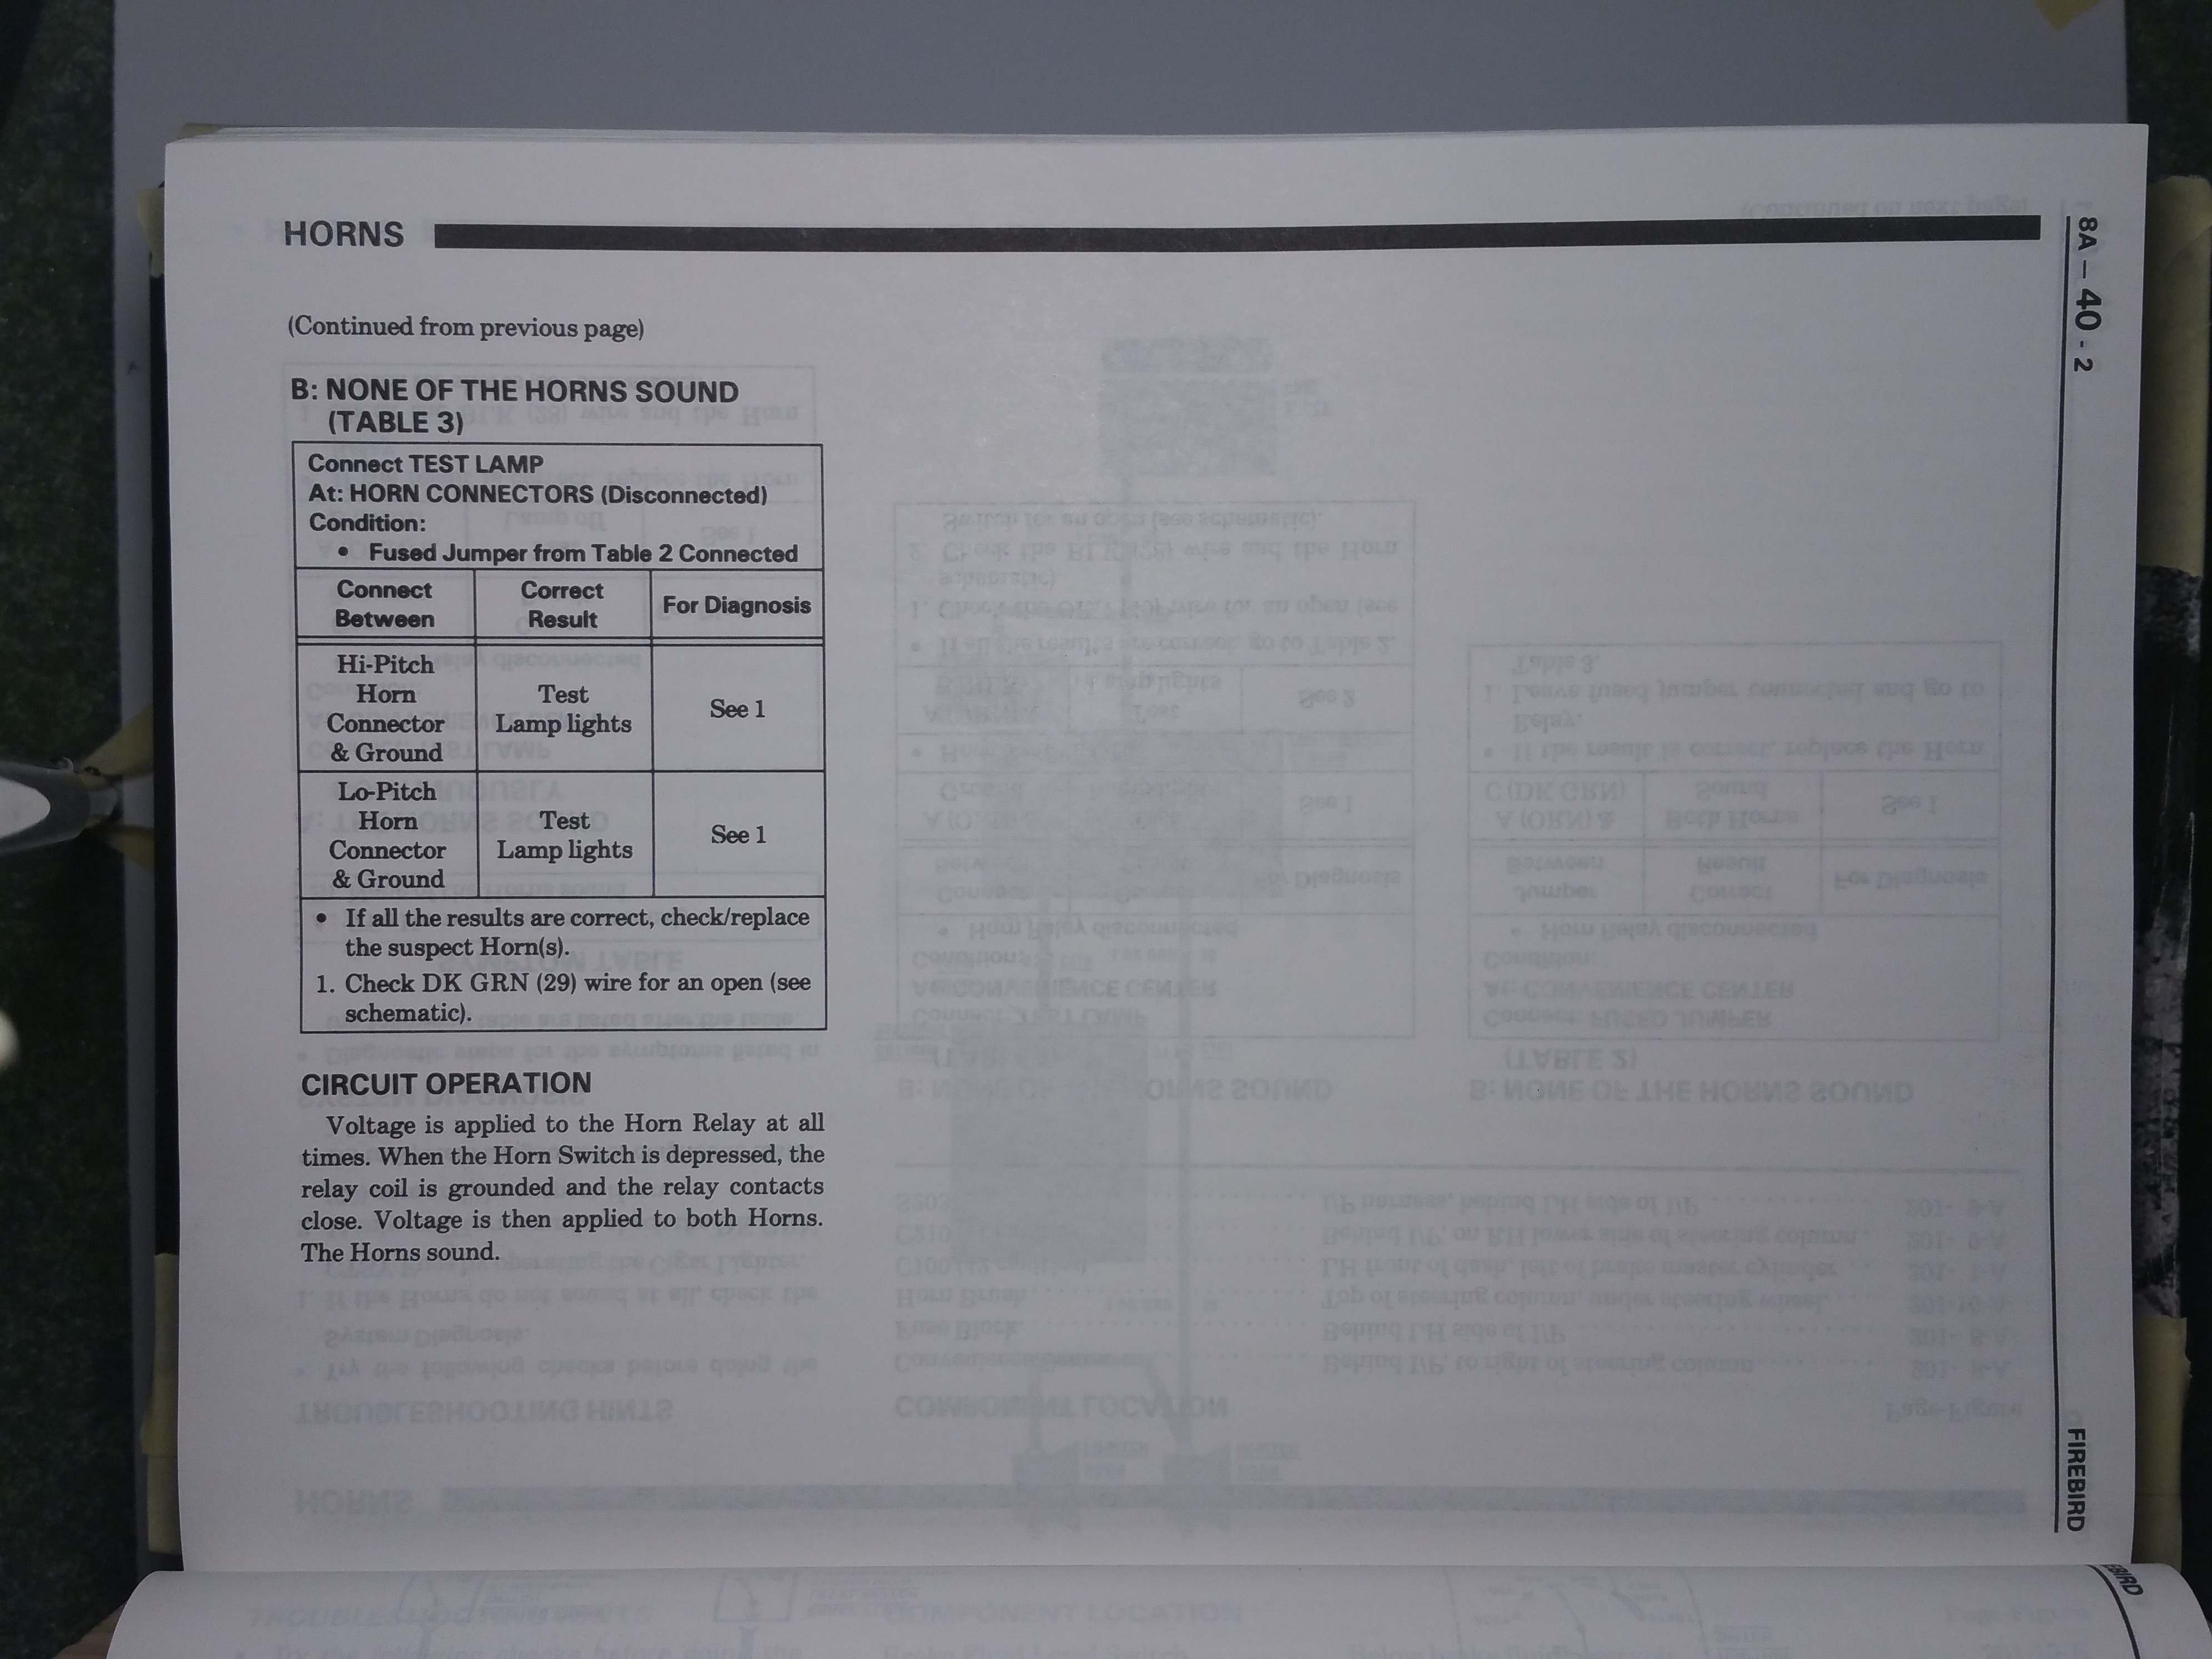 HORNS
8A — 40 - 2
(Continued from previous page)
B: NONE OF THE HORNS SOUND
(TABLE 3)
Connect TEST LAMP
At: HORN CONNECTORS (Disconnected)
Condition:
• Fused Jumper from Table 2 Connected
Connect Between
Correct Result
For Diagnosis
Hi-Pitch
Horn
Connector
& Ground
Test
Lamp lights
See 1
Lo-Pitch
Horn
Connector
& Ground
Test
Lamp lights
See 1
• If all the results are correct, check/replace
the suspect Horn(s).
1. Check DK GRN (29) wire for an open (see
schematic).
CIRCUIT OPERATION
Voltage is applied to the Horn Relay at all
times. When the Horn Switch is depressed, the
relay coil is grounded and the relay contacts
close. Voltage is then applied to both Horns.
The Horns sound.
FIREBIRD